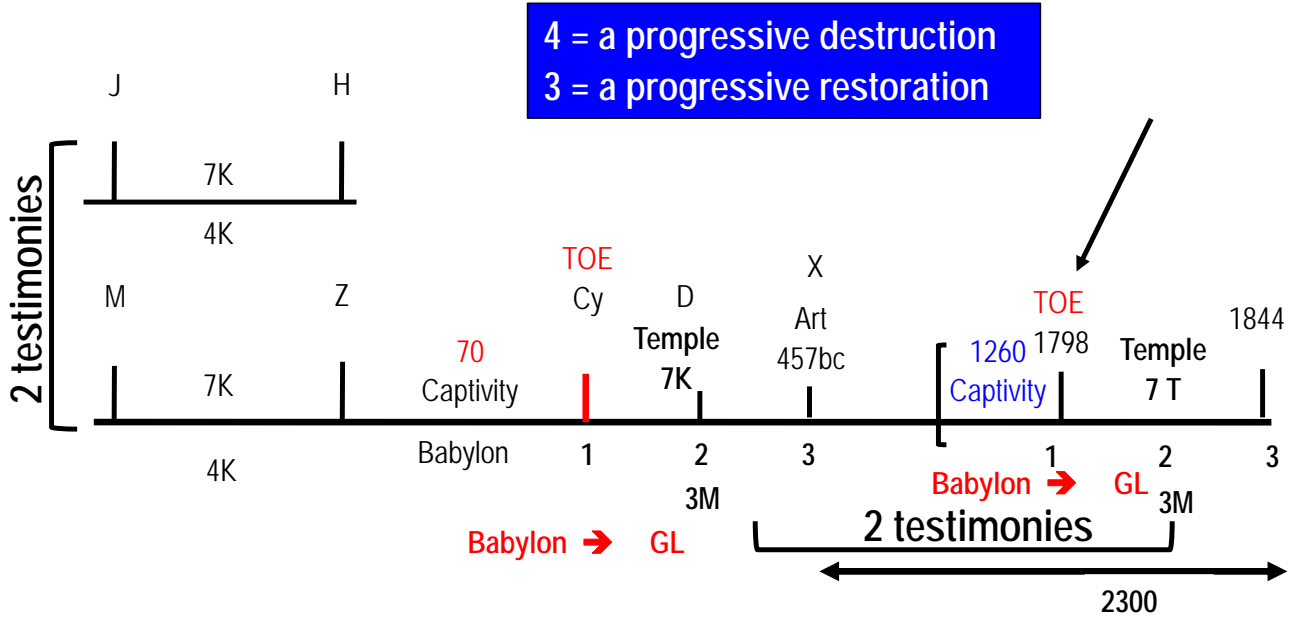 4 = a progressive destruction
3 = a progressive restoration
J H
2 testimonies
7K
4K
M Z
7K
4K
70
Captivity
Babylon
TOE
Cy
1
D
Temple
7K
2
3M
X
Art
457bc
3
Babylon ➔ GL
1260
Captivity
TOE
1798
1
Temple
7 T
2
3M
1844
3
Babylon ➔ GL
2 testimonies
2300